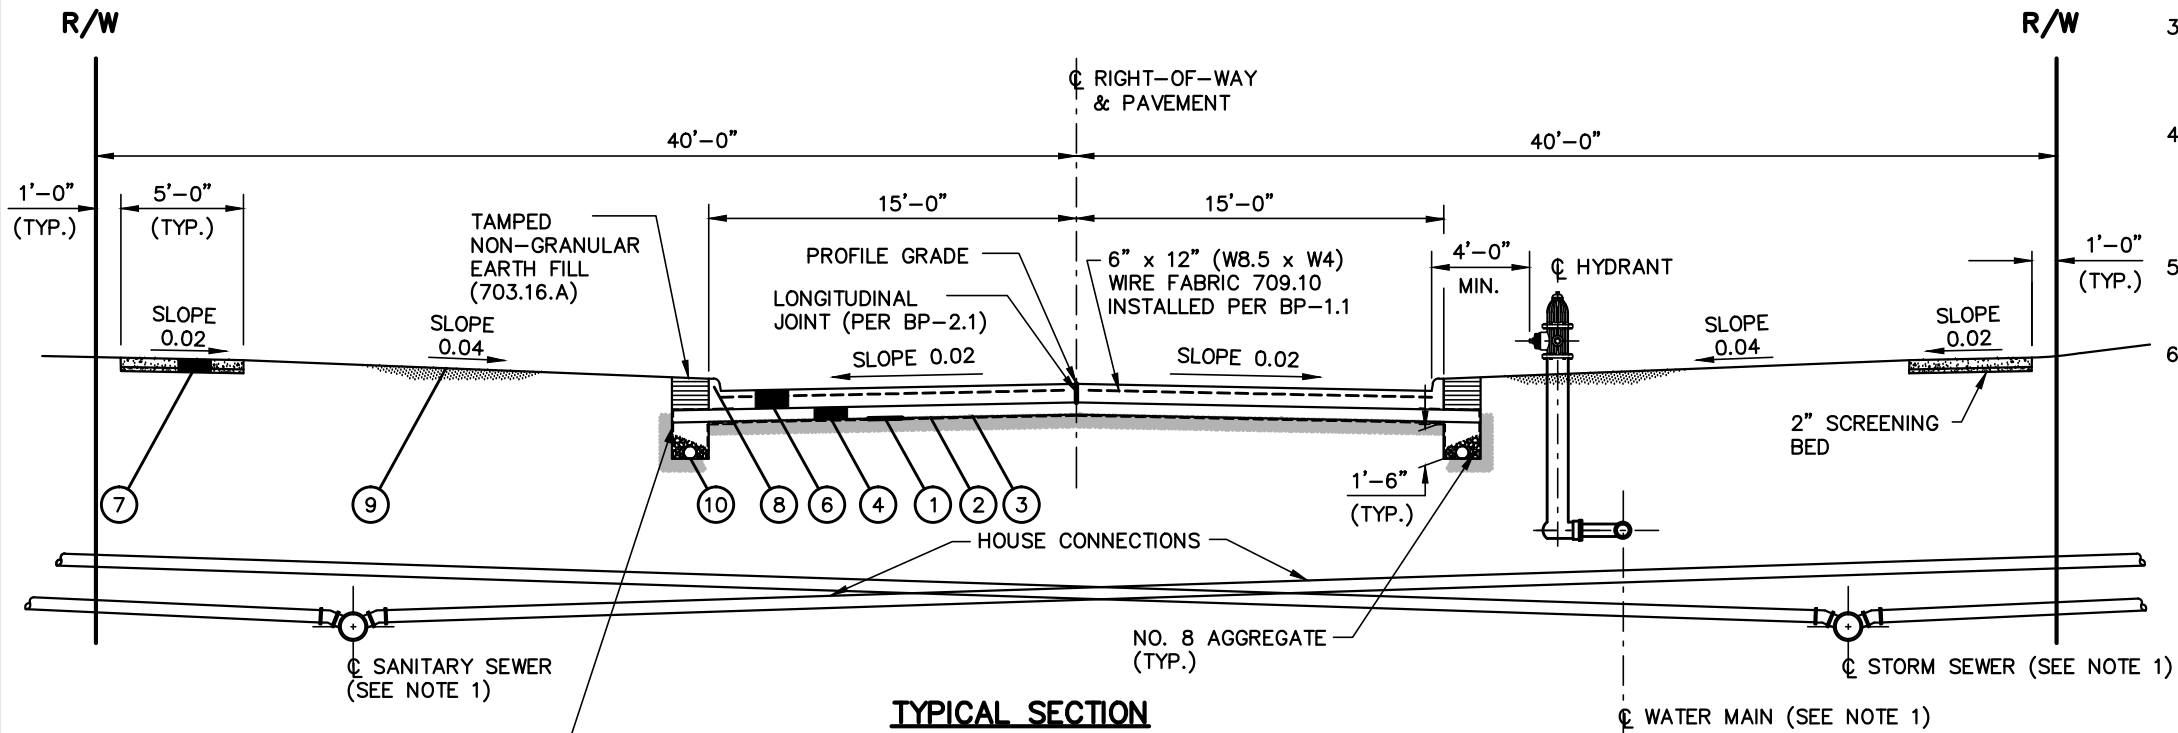 R/W
R/W
3
℄ RIGHT-OF-WAY
& PAVEMENT
40'-0"
40'-0"
4
1'-0"
(TYP.)
5'-0"
(TYP.)
15'-0"
15'-0"
TAMPED
NON-GRANULAR
EARTH FILL
(703.16.A)
PROFILE GRADE
LONGITUDINAL
JOINT (PER BP-2.1)
6" x 12" (W8.5 x W4)
WIRE FABRIC 709.10
INSTALLED PER BP-1.1
4'-0"
MIN.
℄ HYDRANT
1'-0"
(TYP.)
5
SLOPE
0.02
SLOPE
0.04
SLOPE 0.02
SLOPE 0.02
SLOPE
0.04
SLOPE
0.02
6
2" SCREENING
BED
1'-6"
(TYP.)
7
9
10
8
6
4
1
2
3
HOUSE CONNECTIONS
NO. 8 AGGREGATE
(TYP.)
℄ SANITARY SEWER
(SEE NOTE 1)
℄ STORM SEWER (SEE NOTE 1)
℄ WATER MAIN (SEE NOTE 1)
TYPICAL SECTION